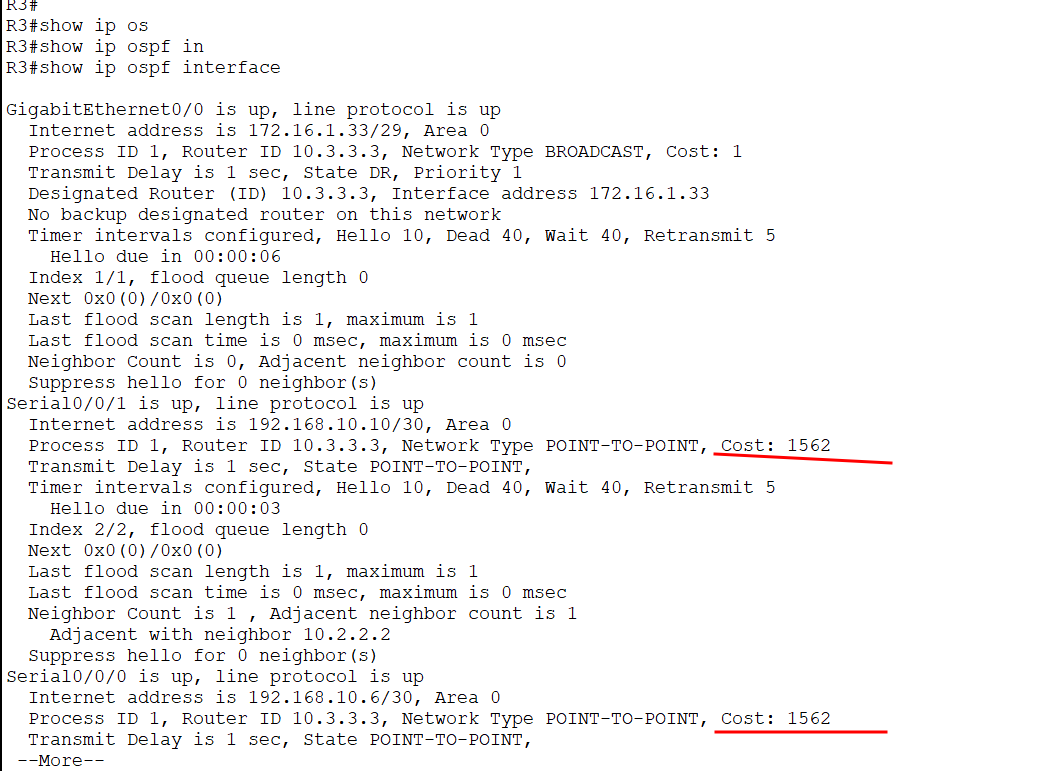 R3#
R3#show ip os
R3#show ip ospf in
R3#show ip ospf interface
GigabitEthernet0/0 is up, line protocol is up
Internet address is 172.16.1.33/29, Area 0
Process ID 1, Router ID 10.3.3.3, Network Type BROADCAST, Cost: 1
Transmit Delay is 1 sec, State DR, Priority 1
Designated Router (ID) 10.3.3.3, Interface address 172.16.1.33
No backup designated router on this network
Timer intervals configured, Hello 10, Dead 40, Wait 40, Retransmit 5
Hello due in 00:00:06
Index 1/1, flood queue length 0
Next 0x0(0)/0x0(0)
Last flood scan length is 1, maximum is 1
Last flood scan time is 0 msec, maximum is 0 msec
Neighbor Count is 0, Adjacent neighbor count is 0
Suppress hello for 0 neighbor(s)
Serial0/0/1 is up, line protocol is up
Internet address is 192.168.10.10/30, Area 0
Process ID 1, Router ID 10.3.3.3, Network Type POINT-TO-POINT, Cost: 1562
Transmit Delay is 1 sec, State POINT-TO-POINT,
Timer intervals configured, Hello 10, Dead 40, Wait 40, Retransmit 5
Hello due in 00:00:03
Index 2/2, flood queue length 0
Next 0x0(0)/0x0(0)
Last flood scan length is 1, maximum is 1
Last flood scan time is 0 msec, maximum is 0 msec
Neighbor Count is 1 , Adjacent neighbor count is 1
Adjacent with neighbor 10.2.2.2
Suppress hello for 0 neighbor(s)
Serial0/0/0 is up, line protocol is up
Internet address is 192.168.10.6/30, Area 0
Process ID 1, Router ID 10.3.3.3, Network Type POINT-TO-POINT, Cost: 1562
Transmit Delay is 1 sec, State POINT-TO-POINT,
--More--